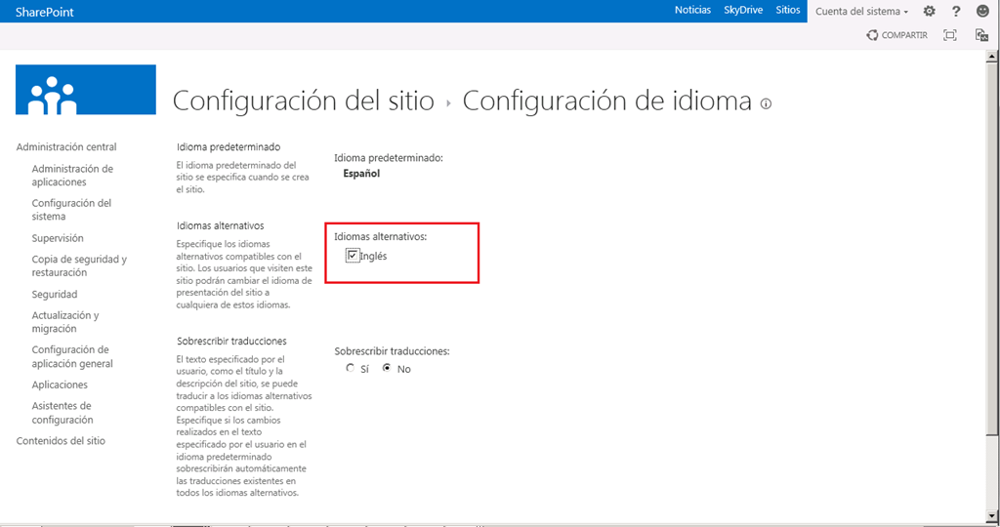 SharePoint
Noticias SkyDrive Sitios Cuenta del sistema
COMPARTIR
Configuración del sitio Configuración de idioma
Administración central
Administración de
aplicaciones
Configuración del
sistema
Supervisión
Copia de seguridad y
restauración
Seguridad
Actualización y
migración
Configuración de
aplicación general
Aplicaciones
Asistentes de
configuración
Contenidos del sitio
Idioma predeterminado
El idioma predeterminado del
sitio se especifica cuando se crea
el sitio.
Idioma predeterminado:
Español
Idiomas alternativos
Especifique los idiomas
alternativos compatibles con el
sitio. Los usuarios que visiten este
sitio podrán cambiar el idioma de
presentación del sitio a
cualquiera de estos idiomas.
Idiomas alternativos:
Inglés
Sobrescribir traducciones
El texto especificado por el
usuario, como el título y la
descripción del sitio, se puede
traducir a los idiomas alternativos
compatibles con el sitio.
Especifique si los cambios
realizados en el texto
especificado por el usuario en el
idioma predeterminado
sobrescribirán automáticamente
las traducciones existentes en
todos los idiomas alternativos.
Sobrescribir traducciones:
Sí No